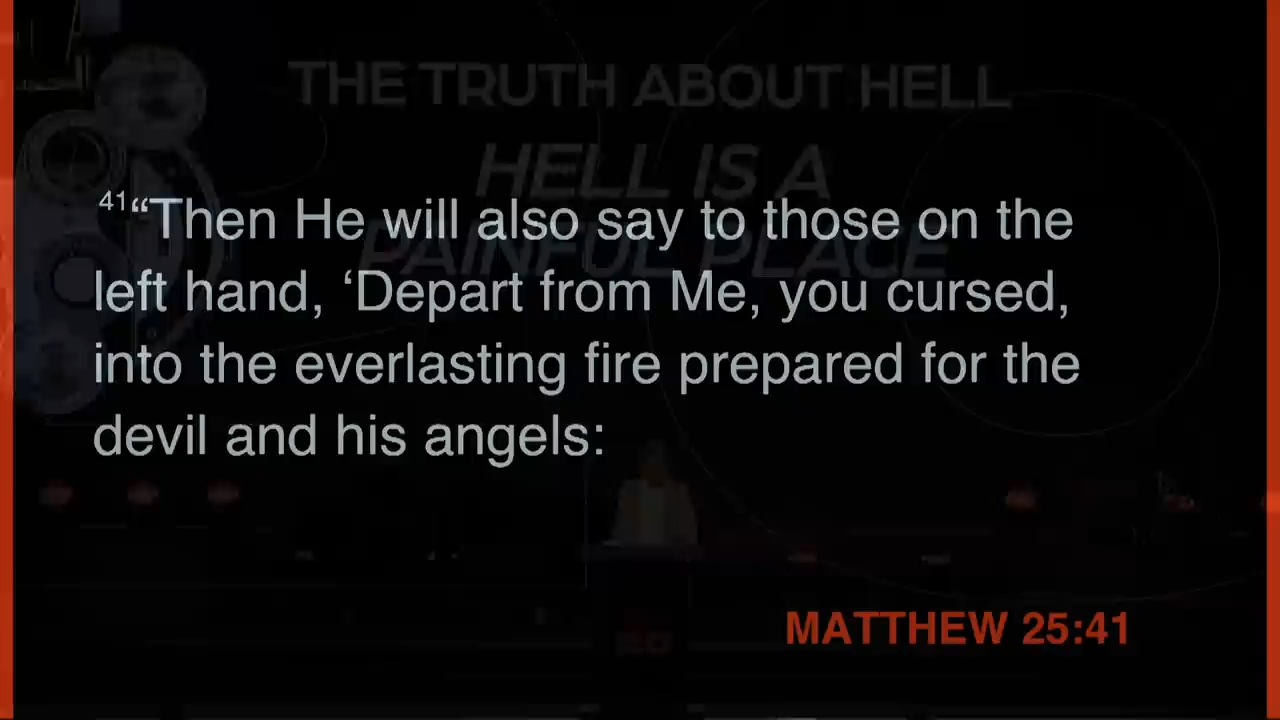 THE TRUTH ABOUT HELL
HELL IS A
PAINFUL PLACE
41“Then He will also say to those on the
left hand, ‘Depart from Me, you cursed,
into the everlasting fire prepared for the
devil and his angels:
MATTHEW 25:41